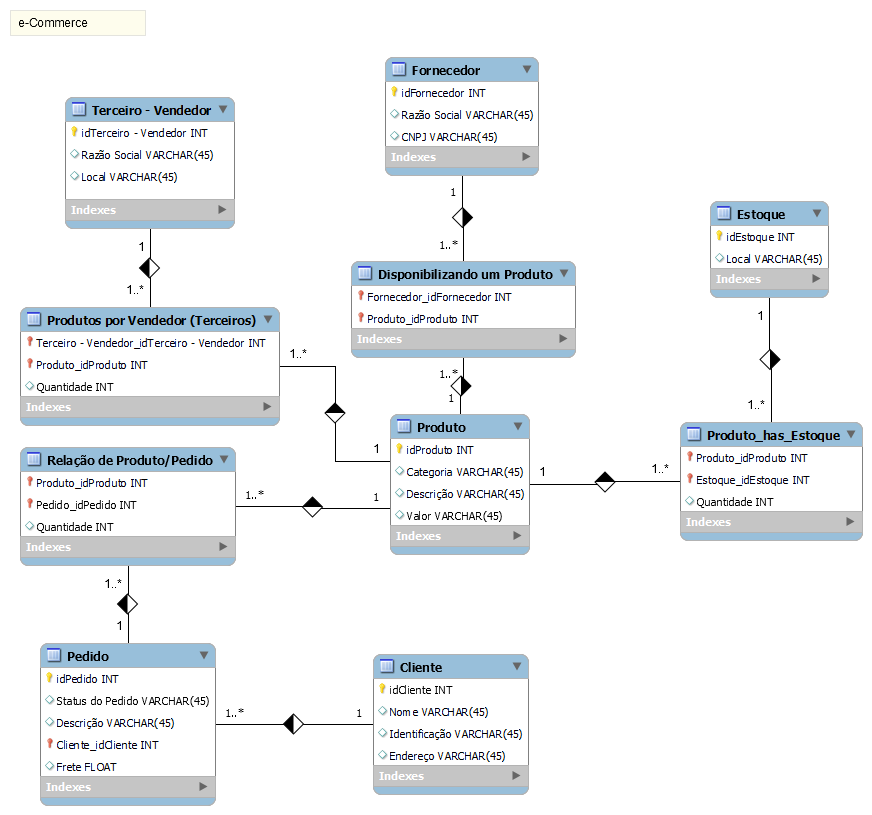 e-Commerce
Fornecedor
idFornecedor INT
Razão Social VARCHAR(45)
CNPJ VARCHAR(45)
Indexes
Terceiro - Vendedor
idTerceiro - Vendedor INT
Razão Social VARCHAR(45)
Local VARCHAR(45)
Indexes
1
1..*
1
1..*
Estoque
idEstoque INT
Local VARCHAR(45)
Indexes
1
1..*
Disponibilizando um Produto
Fornecedor_idFornecedor INT
Produto_idProduto INT
Indexes
1..*
1
Produtos por Vendedor (Terceiros)
Terceiro - Vendedor_idTerceiro - Vendedor INT
Produto_idProduto INT
Quantidade INT
Indexes
1..*
1
Produto
idProduto INT
Categoria VARCHAR(45)
Descrição VARCHAR(45)
Valor VARCHAR(45)
Indexes
1
1..*
Produto_has_Estoque
Produto_idProduto INT
Estoque_idEstoque INT
Quantidade INT
Indexes
Relação de Produto/Pedido
Produto_idProduto INT
Pedido_idPedido INT
Quantidade INT
Indexes
1..*
1
1..*
1
Pedido
idPedido INT
Status do Pedido VARCHAR(45)
Descrição VARCHAR(45)
Cliente_idCliente INT
Frete FLOAT
Indexes
1..*
1
Cliente
idCliente INT
Nome VARCHAR(45)
Identificação VARCHAR(45)
Endereço VARCHAR(45)
Indexes